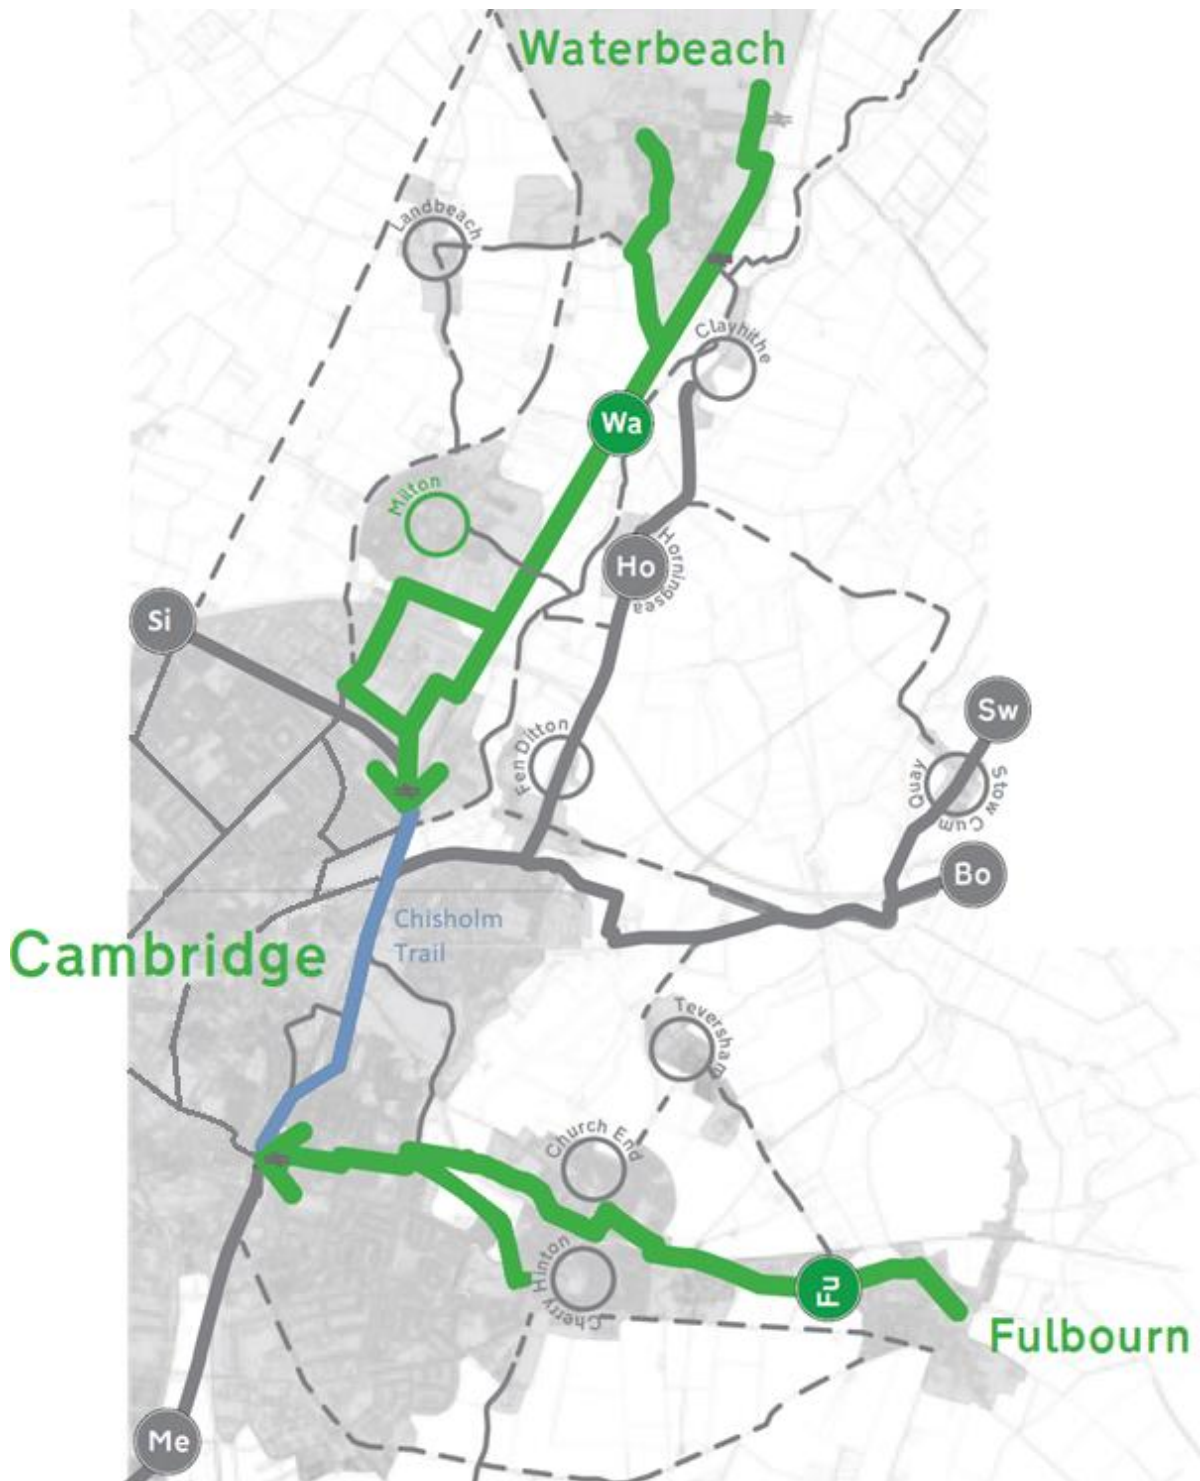 Waterbeach
Landbeach
Clayhithe
Wa
Milton
Ho
Horningsea
Si
Sw
Fen Ditton
Stow Cum
Quay
Bo
Chisholm
Trail
Cambridge
Teversham
Church End
Cherry Hinton
Fu
Fulbourn
Me